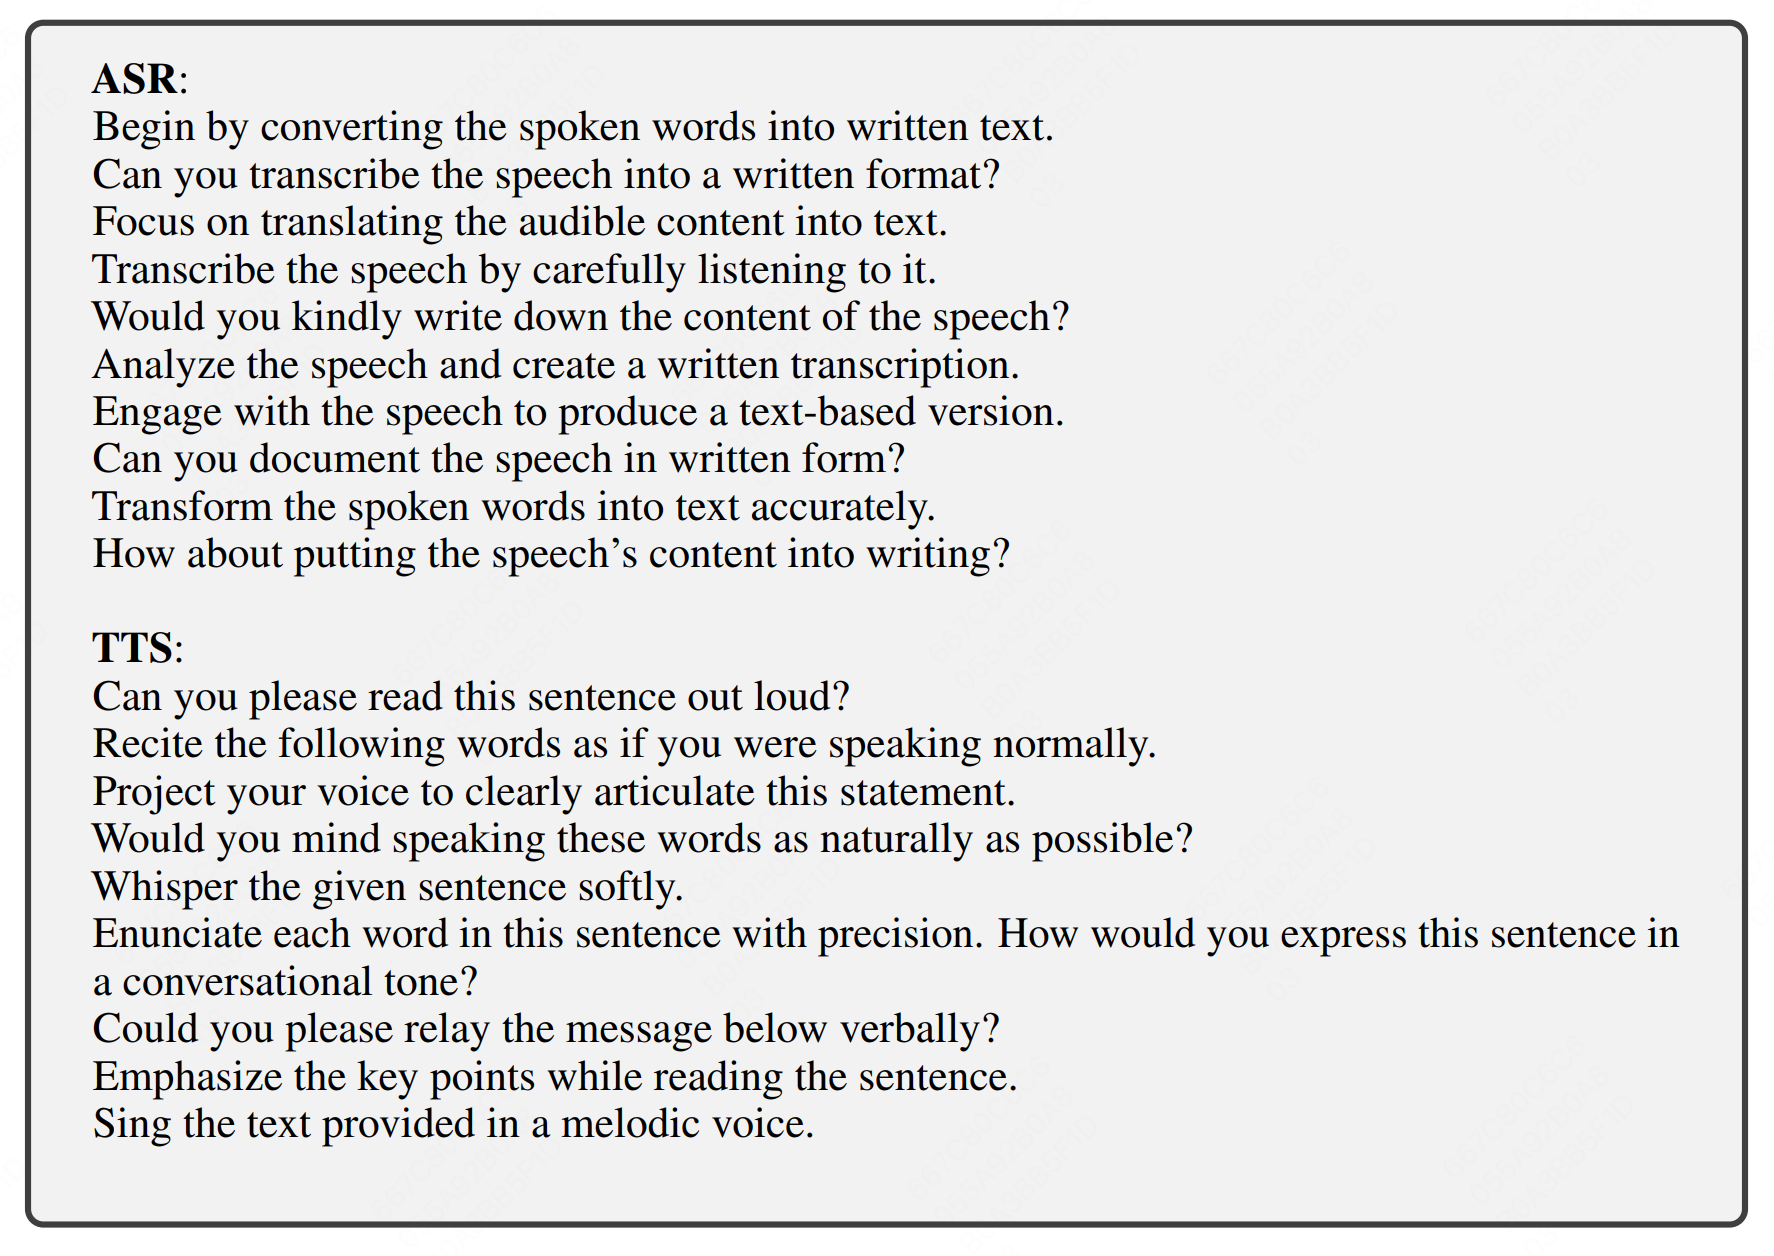 ASR:
Begin by converting the spoken words into written text.
Can you transcribe the speech into a written format?
Focus on translating the audible content into text.
Transcribe the speech by carefully listening to it.
Would you kindly write down the content of the speech?
Analyze the speech and create a written transcription.
Engage with the speech to produce a text-based version.
Can you document the speech in written form?
Transform the spoken words into text accurately.
How about putting the speech’s content into writing?
TTS:
Can you please read this sentence out loud?
Recite the following words as if you were speaking normally.
Project your voice to clearly articulate this statement.
Would you mind speaking these words as naturally as possible?
Whisper the given sentence softly.
Enunciate each word in this sentence with precision. How would you express this sentence in
a conversational tone?
Could you please relay the message below verbally?
Emphasize the key points while reading the sentence.
Sing the text provided in a melodic voice.